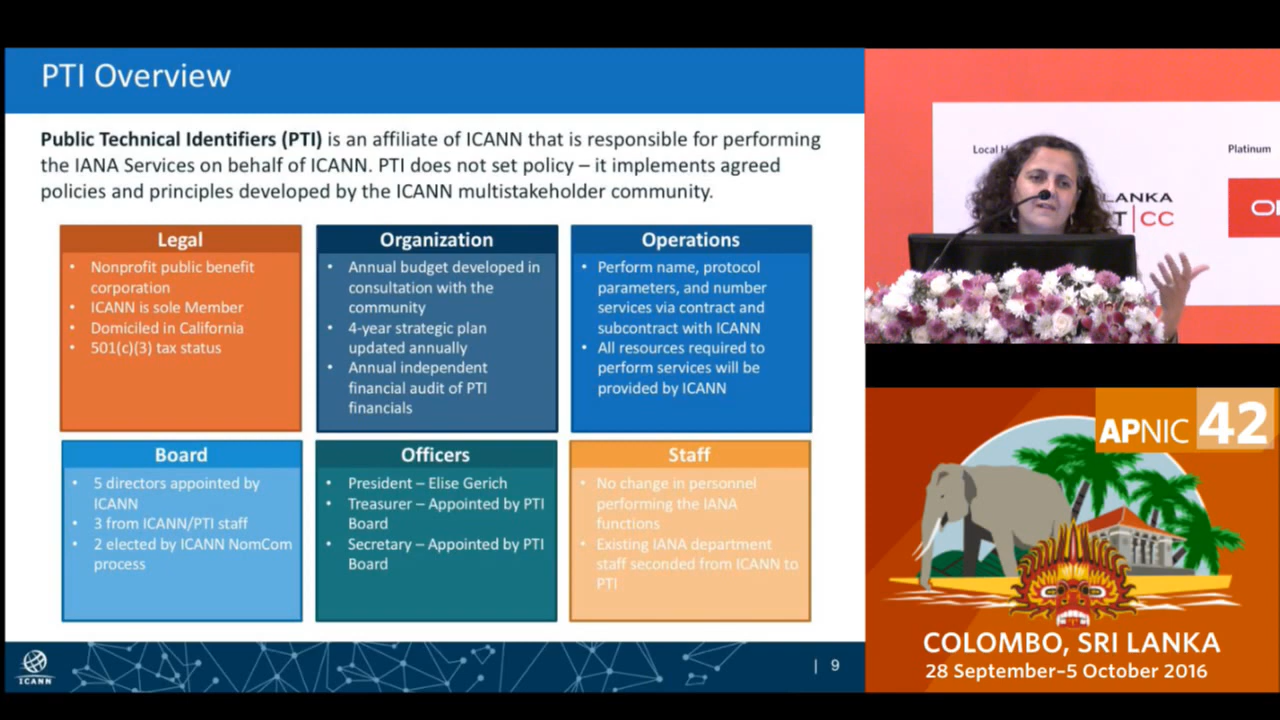 PTI Overview
Public Technical Identifiers (PTI) is an affiliate of ICANN that is responsible for performing
the IANA Services on behalf of ICANN. PTI does not set policy – it implements agreed
policies and principles developed by the ICANN multistakeholder community.
Legal
• Nonprofit public benefit
corporation
• ICANN is sole Member
• Domiciled in California
• 501(c)(3) tax status
Organization
• Annual budget developed in
consultation with the
community
• 4-year strategic plan
updated annually
• Annual independent
financial audit of PTI
financials
Operations
• Perform name, protocol
parameters, and number
services via contract and
subcontract with ICANN
• All resources required to
perform services will be
provided by ICANN
Board
• 5 directors appointed by
ICANN
• 3 from ICANN/PTI staff
• 2 elected by ICANN NomCom
process
Officers
• President – Elise Gerich
• Treasurer – Appointed by PTI
Board
• Secretary – Appointed by PTI
Board
Staff
• No change in personnel
performing the IANA
functions
• Existing IANA department
staff seconded from ICANN to
PTI
ICANN
| 9
Local
Platinum
LANKA
T|CC
APNIC 42
COLOMBO, SRI LANKA
28 September–5 October 2016